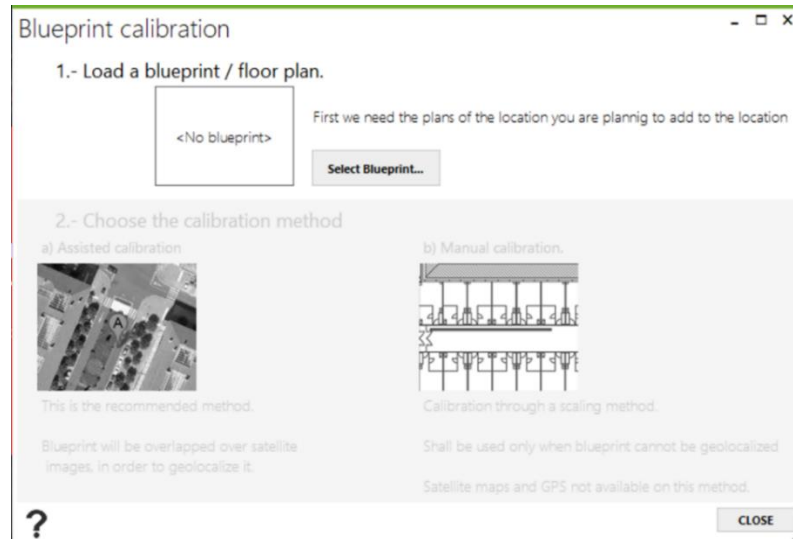 Blueprint calibration
1.- Load a blueprint / floor plan.
<No blueprint>
First we need the plans of the location you are plannig to add to the location
Select Blueprint...
2.- Choose the calibration method
a) Assisted calibration
b) Manual calibration.
A
This is the recommended method.
Calibration through a scaling method.
Blueprint will be overlapped over satellite
images, in order to geolocalize it.
Shall be used only when blueprint cannot be geolocalized
Satellite maps and GPS not available on this method.
?
CLOSE